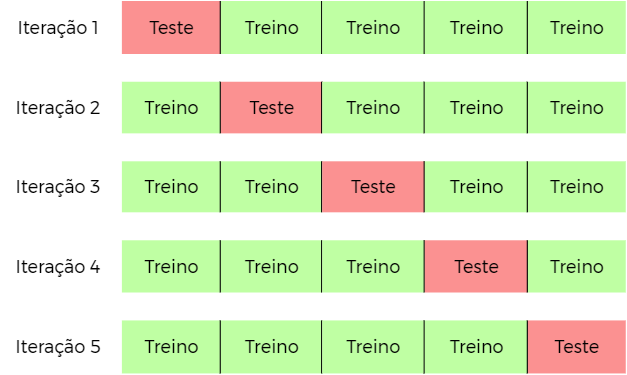 Iteração 1 Teste Treino Treino Treino Treino
Iteração 2 Treino Teste Treino Treino Treino
Iteração 3 Treino Treino Teste Treino Treino
Iteração 4 Treino Treino Treino Teste Treino
Iteração 5 Treino Treino Treino Treino Teste